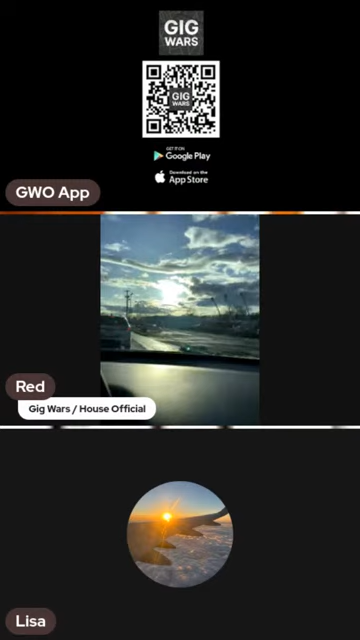 GIG
WARS
GIG
WARS
GET IT ON
Google Play
Download on the
App Store
GWO App
Red
Gig Wars / House Official
Lisa